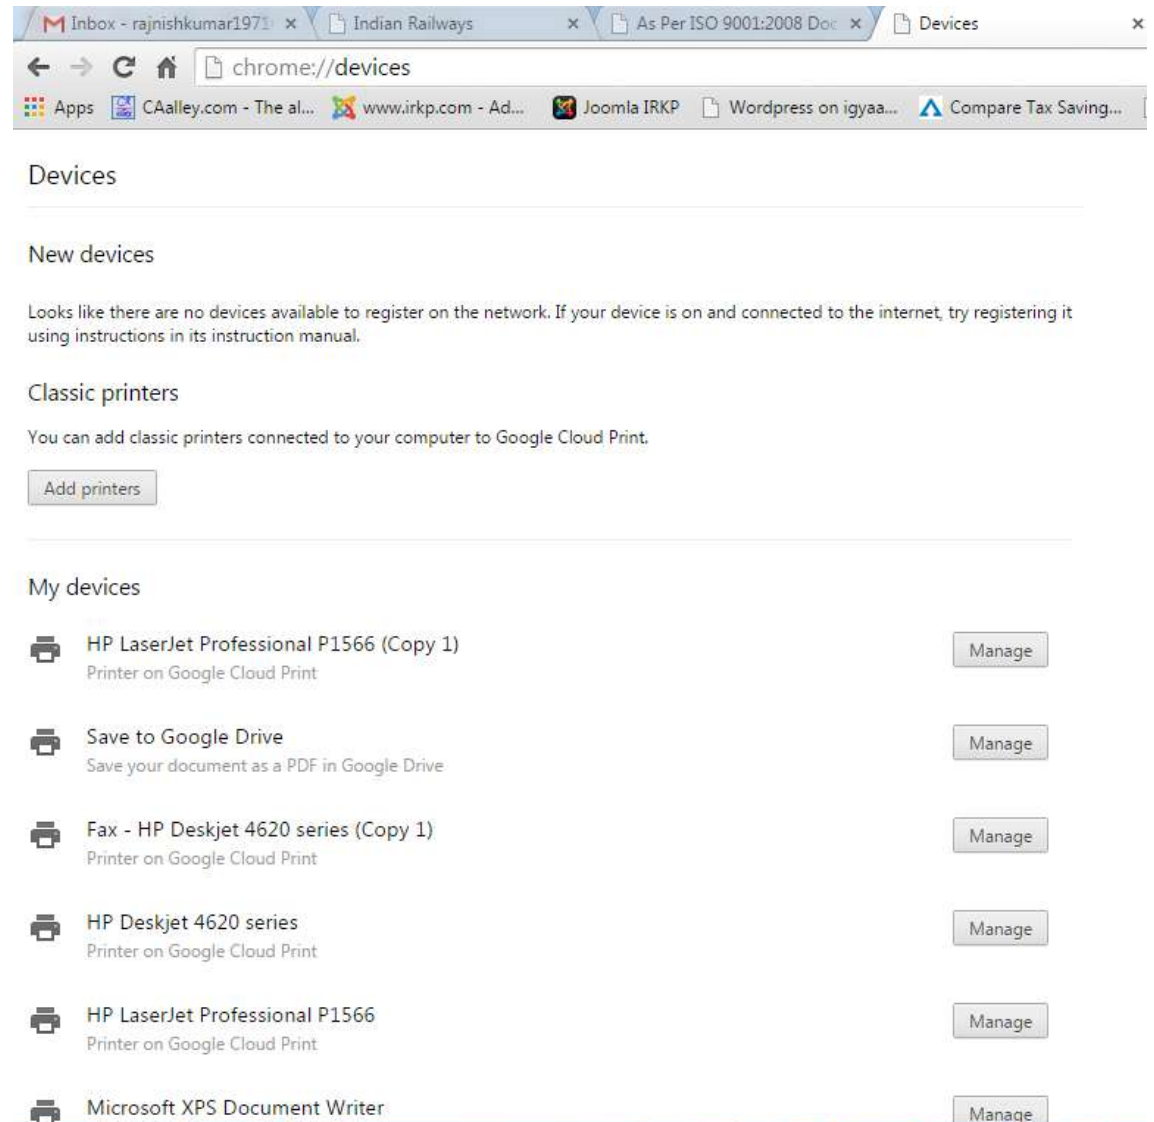 Inbox - rajnishkumar1971
Indian Railways
As Per ISO 9001:2008 Doc
Devices
chrome://devices
Apps
CAalley.com - The al...
www.irkp.com - Ad...
Joomla IRKP
Wordpress on igyaa...
Compare Tax Saving...
Devices
New devices
Looks like there are no devices available to register on the network. If your device is on and connected to the internet, try registering it
using instructions in its instruction manual.
Classic printers
You can add classic printers connected to your computer to Google Cloud Print.
Add printers
My devices
HP LaserJet Professional P1566 (Copy 1)
Printer on Google Cloud Print
Manage
Save to Google Drive
Save your document as a PDF in Google Drive
Manage
Fax - HP Deskjet 4620 series (Copy 1)
Printer on Google Cloud Print
Manage
HP Deskjet 4620 series
Printer on Google Cloud Print
Manage
HP LaserJet Professional P1566
Printer on Google Cloud Print
Manage
Microsoft XPS Document Writer
Manage